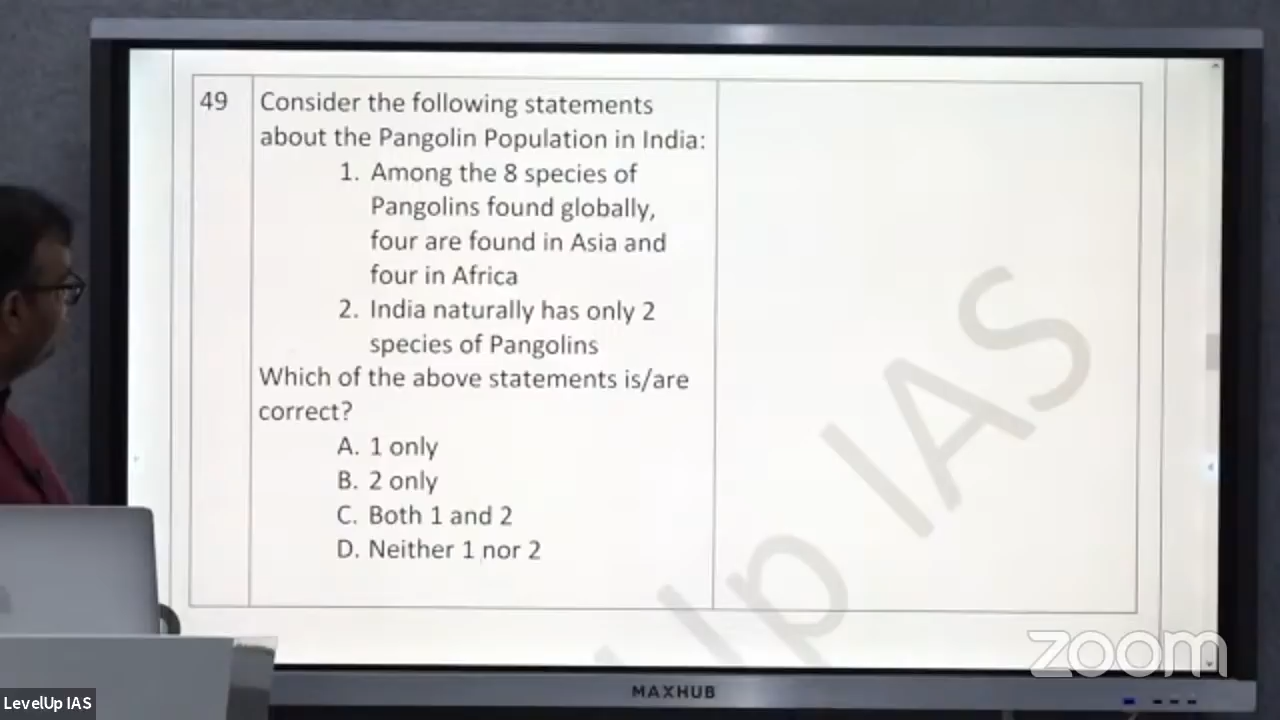 49 Consider the following statements
about the Pangolin Population in India:
1. Among the 8 species of
Pangolins found globally,
four are found in Asia and
four in Africa
2. India naturally has only 2
species of Pangolins
Which of the above statements is/are
correct?
A. 1 only
B. 2 only
C. Both 1 and 2
D. Neither 1 nor 2
Up IAS
zoom
MAXHUB
LevelUp IAS